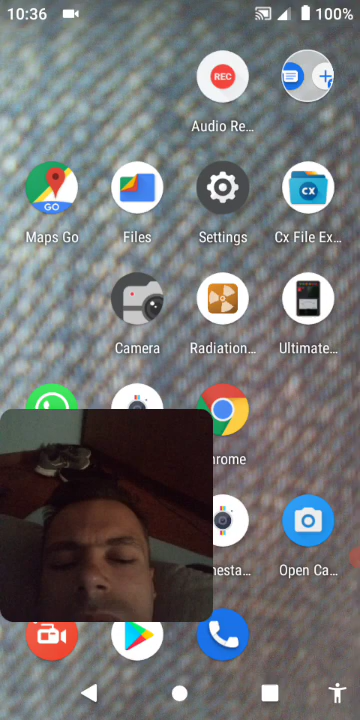 10:36 100%
REC
Audio Re...
GO
CX
Maps Go Files Settings Cx File Ex...
Camera Radiation... Ultimate...
hrome
nesta... Open Ca...